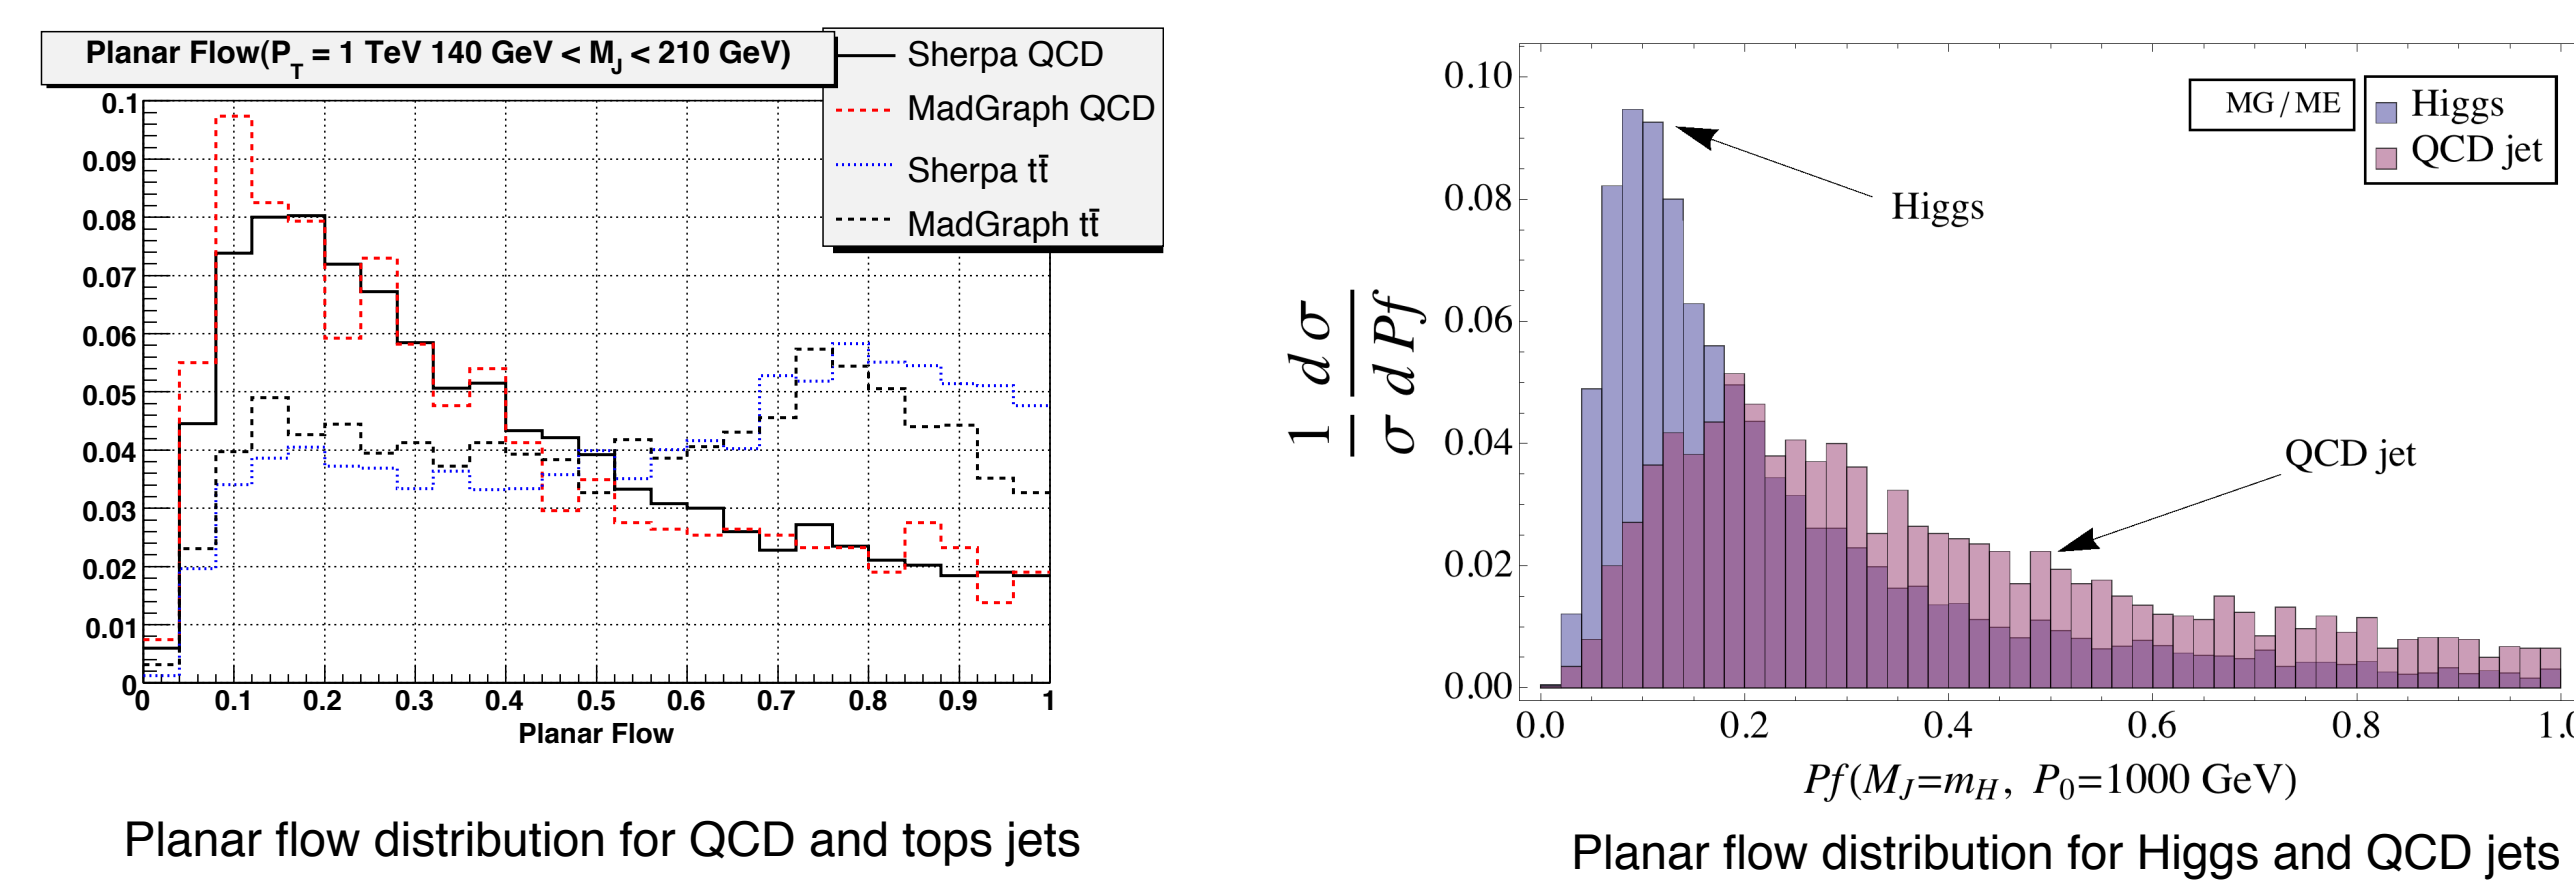 Planar Flow(P_T = 1 TeV 140 GeV < M_J < 210 GeV)
Sherpa QCD
MadGraph QCD
Sherpa tt̄
MadGraph tt̄
0.1
0.09
0.08
0.07
0.06
0.05
0.04
0.03
0.02
0.01
0
0 0.1 0.2 0.3 0.4 0.5 0.6 0.7 0.8 0.9 1
Planar Flow
Planar flow distribution for QCD and tops jets
1/σ dσ/dPf
0.10
0.08
0.06
0.04
0.02
0.00
MG/ME
Higgs
QCD jet
Higgs
QCD jet
0.0 0.2 0.4 0.6 0.8 1.0
Pf(M_J=m_H, P_0=1000 GeV)
Planar flow distribution for Higgs and QCD jets